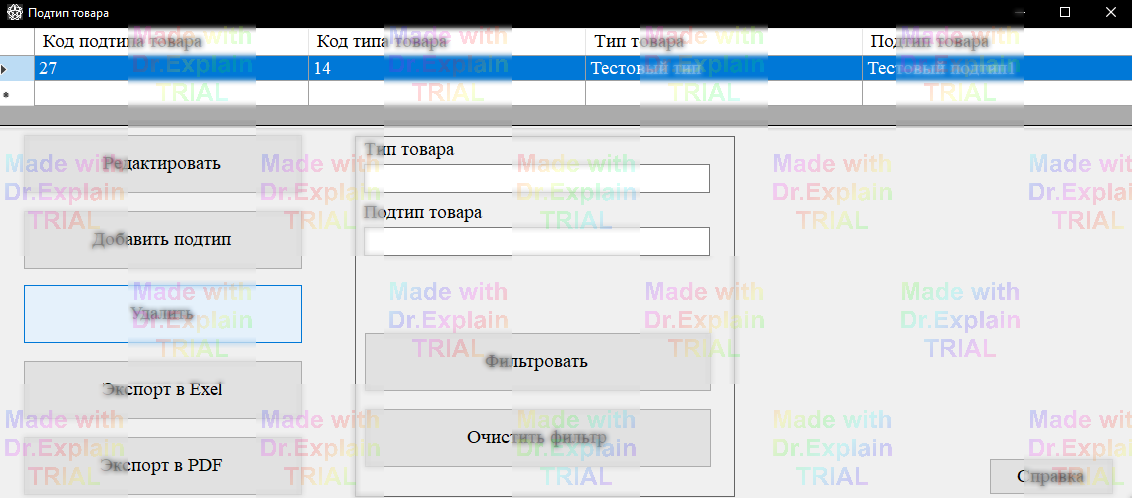 Подтип товара
Код подтипа товара Код типа товара Тип товара Подтип товара
27 14 Тестовый тип Тестовый подтип1
Редактировать
Добавить подтип
Удалить
Экспорт в Exel
Экспорт в PDF
Тип товара
Подтип товара
Фильтровать
Очистить фильтр
Справка
Made with
Dr.Explain
TRIAL
Made with
Dr.Explain
TRIAL
Made with
Dr.Explain
TRIAL
Made with
Dr.Explain
TRIAL
Made with
Dr.Explain
TRIAL
Made with
Dr.Explain
TRIAL
Made with
Dr.Explain
TRIAL
Made with
Dr.Explain
TRIAL
Made with
Dr.Explain
TRIAL
Made with
Dr.Explain
TRIAL
Made with
Dr.Explain
TRIAL
Made with
Dr.Explain
TRIAL
Made with
Dr.Explain
TRIAL
Made with
Dr.Explain
TRIAL
Made with
Dr.Explain
TRIAL
Made with
Dr.Explain
TRIAL
Made with
Dr.Explain
TRIAL
Made with
Dr.Explain
TRIAL